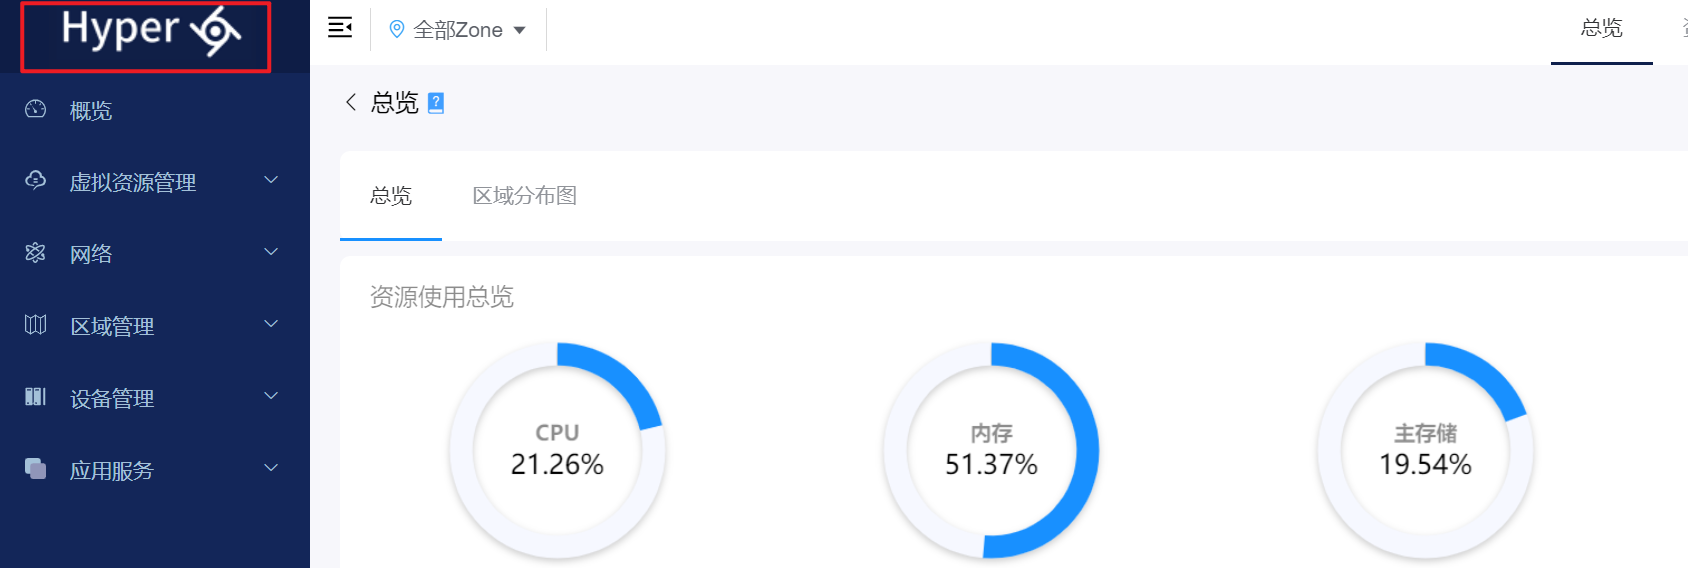 Hyper
全部Zone
总览
概览
虚拟资源管理
网络
区域管理
设备管理
应用服务
总览
总览
区域分布图
资源使用总览
CPU
21.26%
内存
51.37%
主存储
19.54%